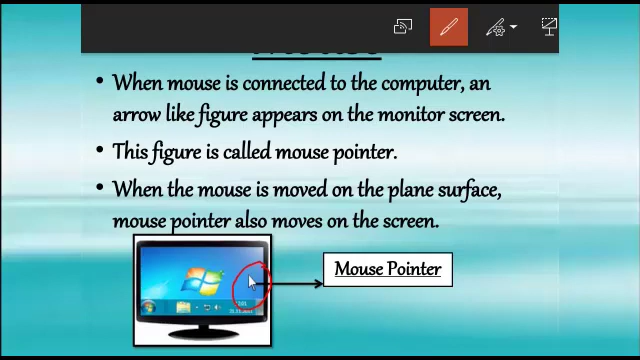 • When mouse is connected to the computer, an
arrow like figure appears on the monitor screen.
• This figure is called mouse pointer.
• When the mouse is moved on the plane surface,
mouse pointer also moves on the screen.
Mouse Pointer